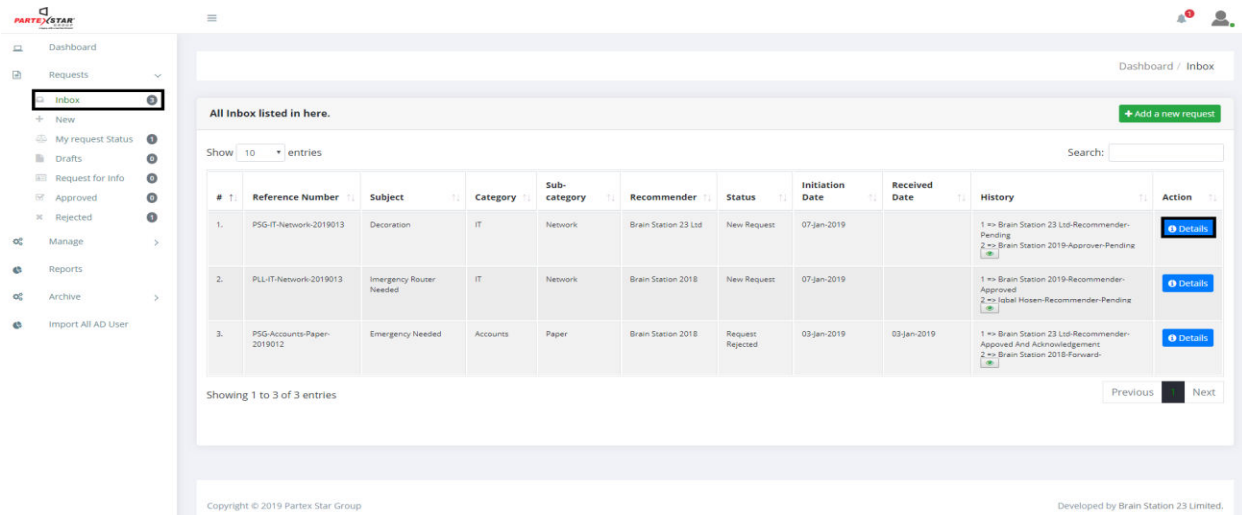 PARTEX STAR
GROUP
1
Dashboard
Requests
Inbox 3
New
My request Status 1
Drafts 0
Request for Info 0
Approved 0
Rejected 1
Manage
Reports
Archive
Import All AD User
Dashboard / Inbox
All Inbox listed in here.
+ Add a new request
Show 10 entries
Search:
# Reference Number Subject Category Sub-category Recommender Status Initiation Date Received Date History Action
1. PSG-IT-Network-2019013 Decoration IT Network Brain Station 23 Ltd New Request 07-Jan-2019 1 => Brain Station 23 Ltd-Recommender-
Pending
2 => Brain Station 2019-Approver-Pending
Details
2. PLL-IT-Network-2019013 Imergency Router IT Network Brain Station 2018 New Request 07-Jan-2019 1 => Brain Station 2019-Recommender-
Needed Approved
2 => Iqbal Hosen-Recommender-Pending
Details
3. PSG-Accounts-Paper- Emergency Needed Accounts Paper Brain Station 2018 Request 03-Jan-2019 03-Jan-2019 1 => Brain Station 23 Ltd-Recommender-
2019012 Rejected Appoved And Acknowledgement
2 => Brain Station 2018-Forward-
Details
Showing 1 to 3 of 3 entries
Previous 1 Next
Copyright © 2019 Partex Star Group
Developed by Brain Station 23 Limited.